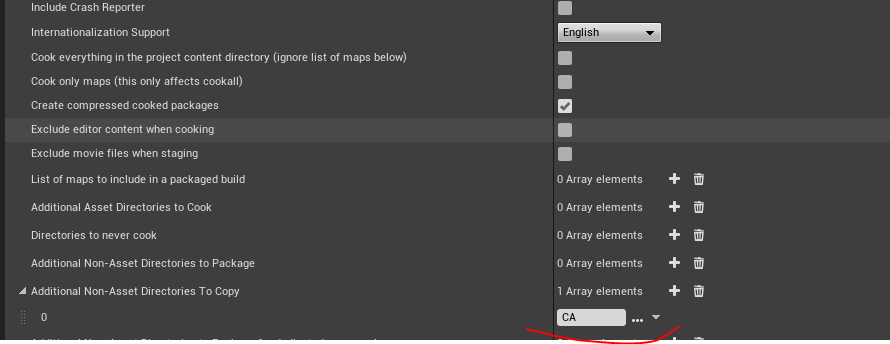 Include Crash Reporter
Internationalization Support English
Cook everything in the project content directory (ignore list of maps below)
Cook only maps (this only affects cookall)
Create compressed cooked packages
Exclude editor content when cooking
Exclude movie files when staging
List of maps to include in a packaged build 0 Array elements
Additional Asset Directories to Cook 0 Array elements
Directories to never cook 0 Array elements
Additional Non-Asset Directories to Package 0 Array elements
Additional Non-Asset Directories To Copy 1 Array elements
0 CA ...